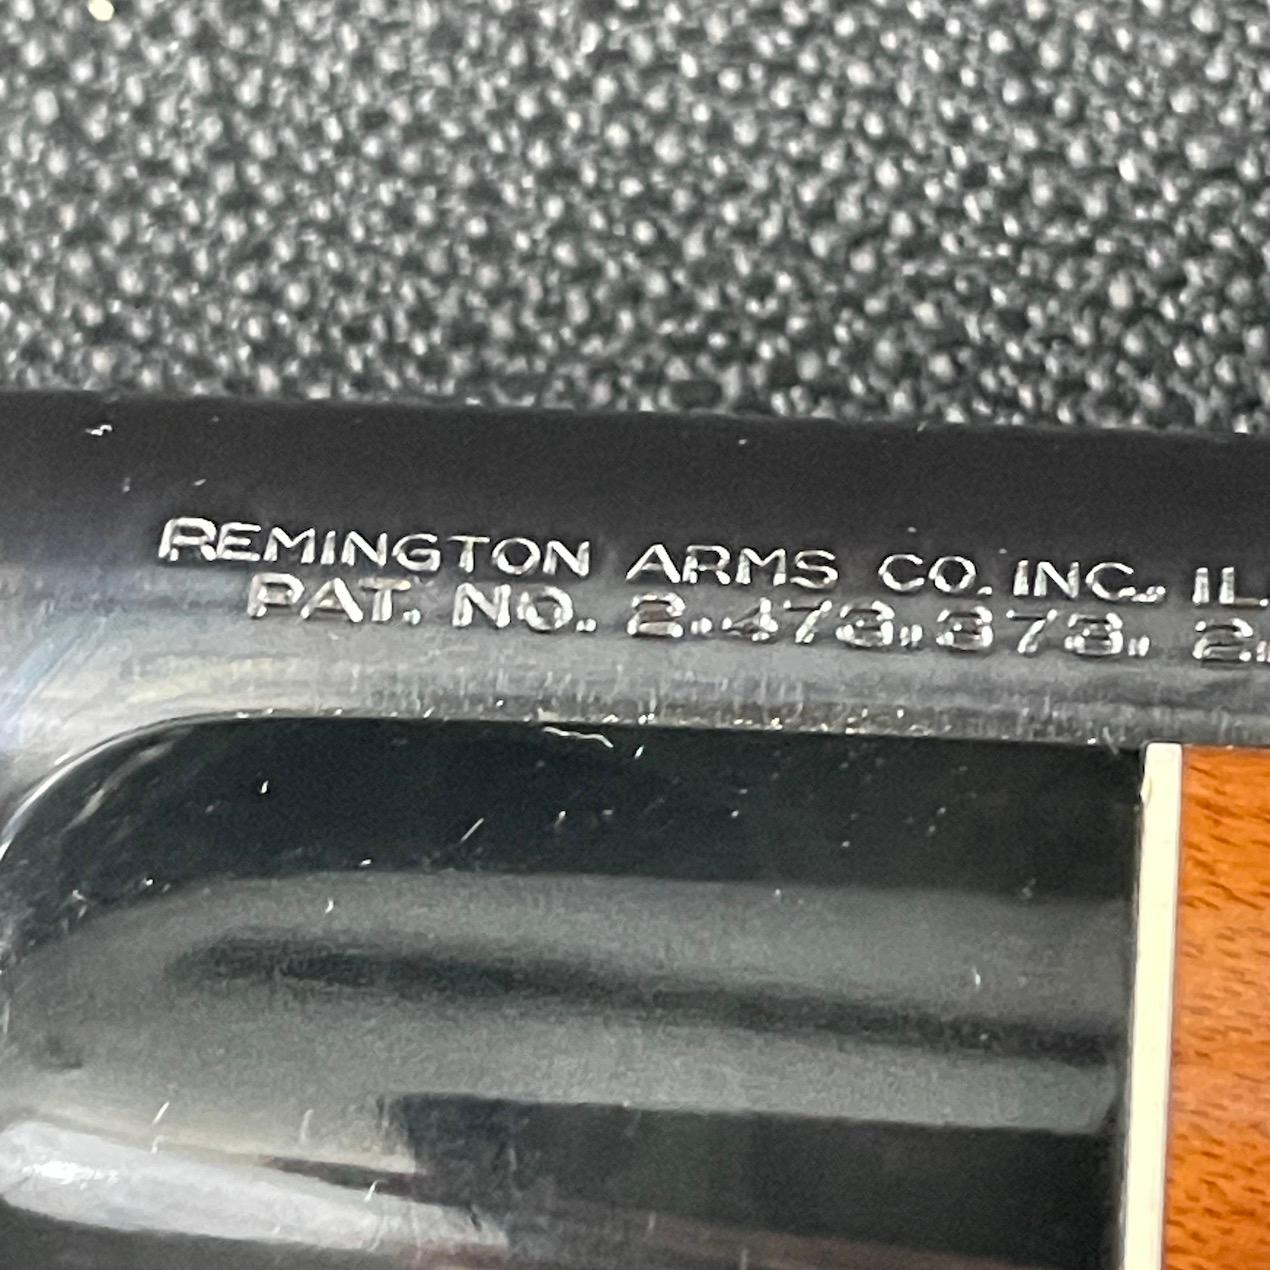 REMINGTON ARMS CO. INC., IL
PAT. NO. 2,473,373, 2,